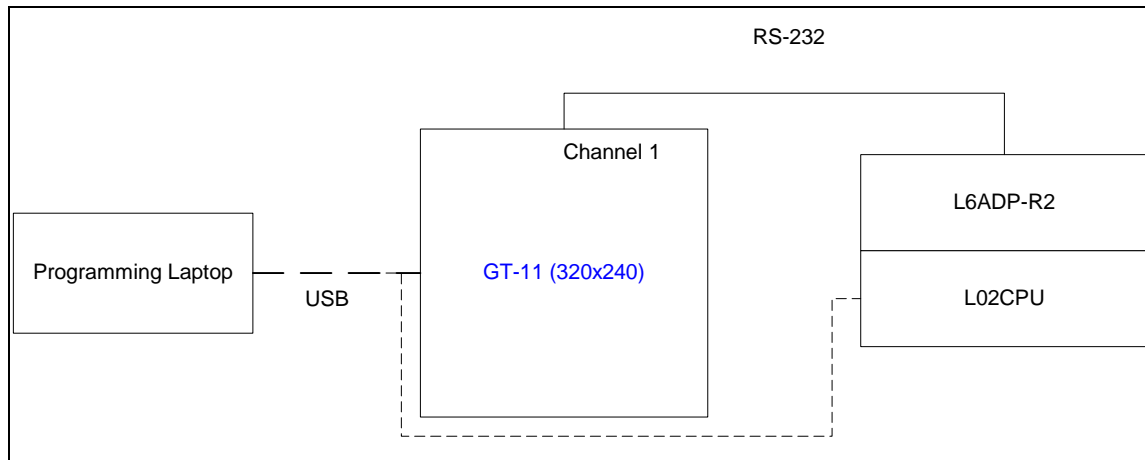 RS-232
Channel 1
L6ADP-R2
Programming Laptop
GT-11 (320x240)
USB
L02CPU